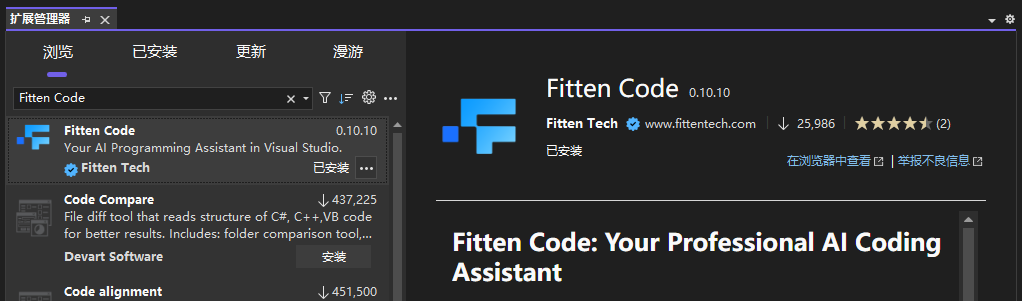 扩展管理器
浏览 已安装 更新 漫游
Fitten Code
Fitten Code 0.10.10
Your AI Programming Assistant in Visual Studio.
Fitten Tech 已安装
Code Compare 437,225
File diff tool that reads structure of C#, C++,VB code
for better results. Includes: folder comparison tool,...
Devart Software 安装
Code alignment 451,500
Fitten Code 0.10.10
Fitten Tech www.fittentech.com 25,986 (2)
已安装
在浏览器中查看 | 举报不良信息
Fitten Code: Your Professional AI Coding
Assistant